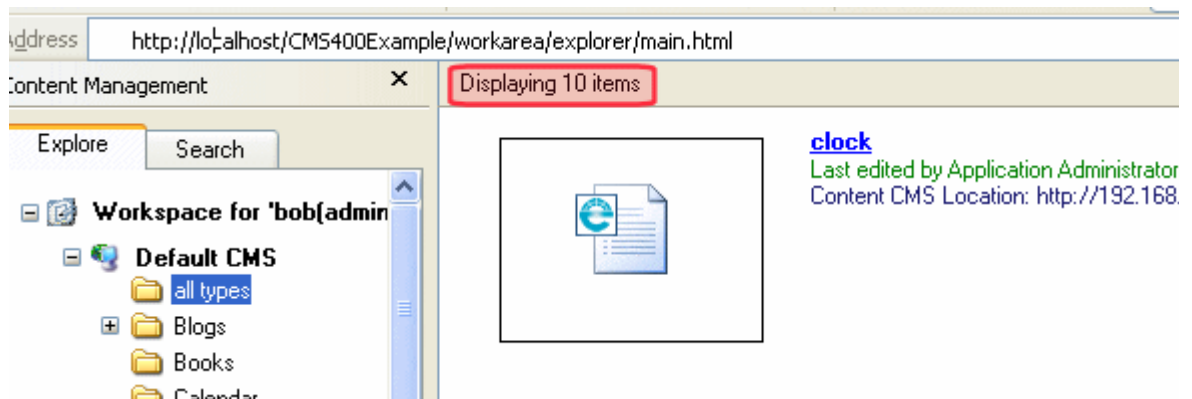 Address http://localhost/CMS400Example/workarea/explorer/main.html
Content Management
Displaying 10 items
Explore
Search
Workspace for 'bob(admin
Default CMS
all types
Blogs
Books
Calendar
clock
Last edited by Application Administrator
Content CMS Location: http://192.168.